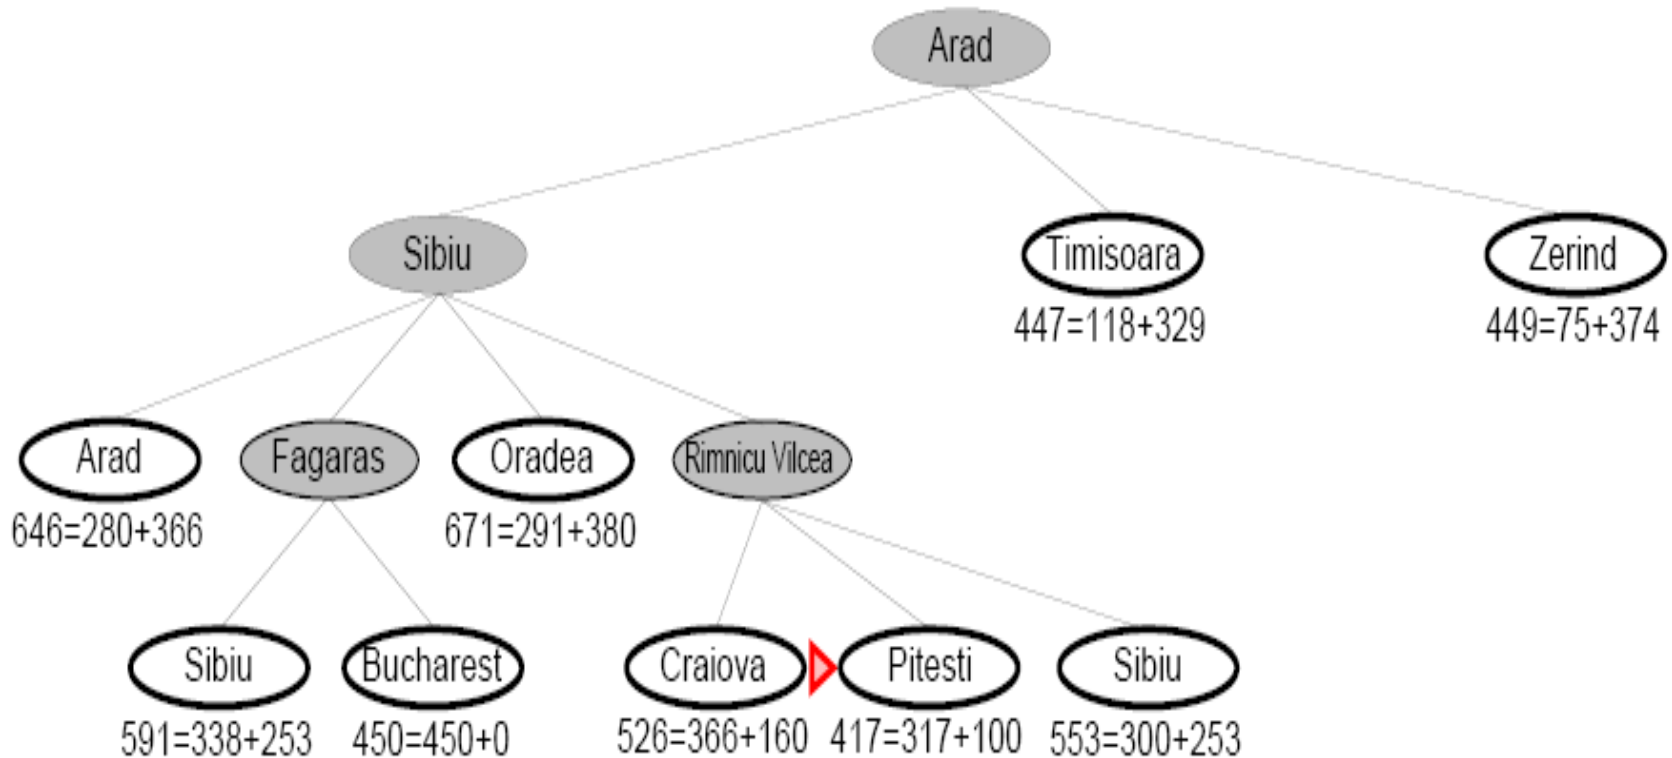 Arad
Sibiu
Timisoara
Zerind
447=118+329
449=75+374
Arad
Fagaras
Oradea
Rimnicu Vilcea
646=280+366
671=291+380
Sibiu
Bucharest
Craiova
Pitesti
Sibiu
591=338+253
450=450+0
526=366+160
417=317+100
553=300+253